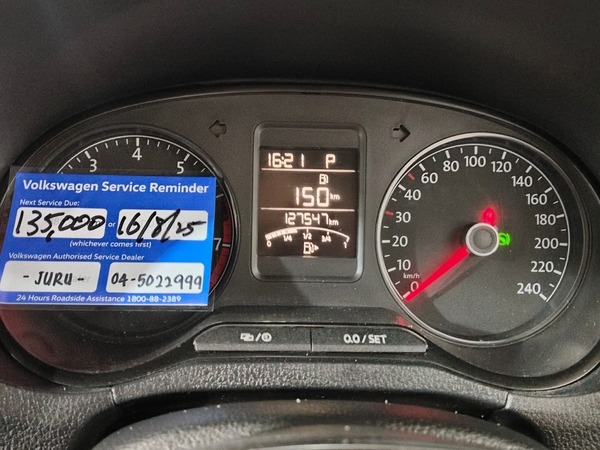 3 4 5
7
Volkswagen Service Reminder
Next Service Due:
135,000 or 16/8/25
(whichever comes first)
Volkswagen Authorised Service Dealer
- JURU - 04-5022999
24 Hours Roadside Assistance 1800-88-2389
16:21 P
150 km
127547 km
0 1/4 1/2 3/4 1
0 10 20 30 40 60 80 100 120 140 160 180 200 220 240
km/h
0.0 / SET